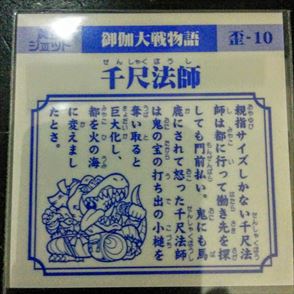 ジョット
御伽大戦物語
歪-10
せんしゃくほうし
千尺法師
親指サイズしかない千尺法
師は都に行って働き先を探
しても門前払い。鬼にも馬
鹿にされて怒った千尺法師
は鬼の宝の打ち出の小槌を
奪い取ると
巨大化し、
都を火の海
に変えまし
たとさ。